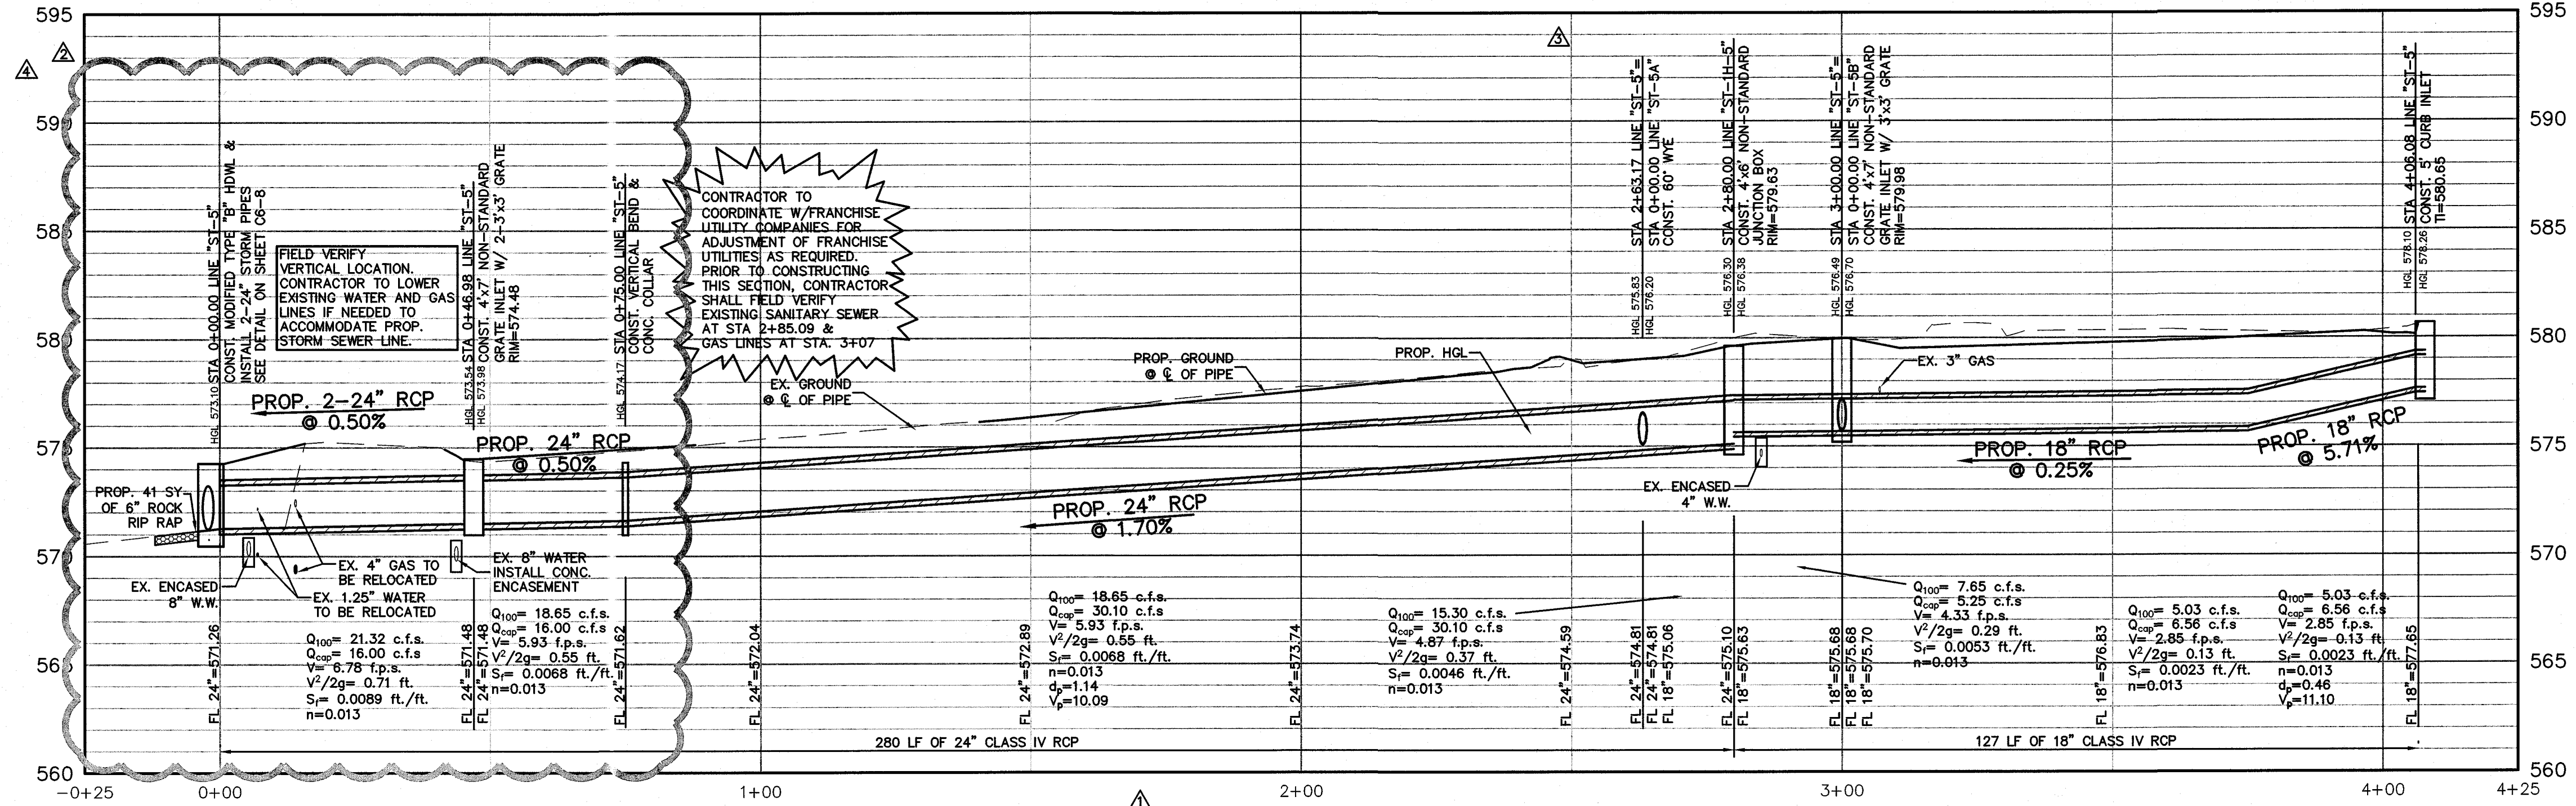 595
590
585
580
575
570
565
560
595
590
585
580
575
570
565
560
-0+25
0+00
1+00
2+00
3+00
4+00
4+25
4
2
3
1
HGL 573.10
STA 0+00.00 LINE "ST-5"
CONST. MODIFIED TYPE "B" HDWL &
INSTALL 2-24" STORM PIPES
SEE DETAIL ON SHEET C6-8
FIELD VERIFY
VERTICAL LOCATION.
CONTRACTOR TO LOWER
EXISTING WATER AND GAS
LINES IF NEEDED TO
ACCOMMODATE PROP.
STORM SEWER LINE.
HGL 573.54
HGL 573.98
STA 0+46.98 LINE "ST-5"
CONST. 4'x7' NON-STANDARD
GRATE INLET W/ 2-3'x3' GRATE
RIM=574.48
HGL 574.17
STA 0+75.00 LINE "ST-5"
CONST. VERTICAL BEND &
CONC. COLLAR
CONTRACTOR TO
COORDINATE W/FRANCHISE
UTILITY COMPANIES FOR
ADJUSTMENT OF FRANCHISE
UTILITIES AS REQUIRED.
PRIOR TO CONSTRUCTING
THIS SECTION, CONTRACTOR
SHALL FIELD VERIFY
EXISTING SANITARY SEWER
AT STA 2+85.09 &
GAS LINES AT STA. 3+07
HGL 575.83
HGL 576.20
STA 2+63.17 LINE "ST-5"=
STA 0+00.00 LINE "ST-5A"
CONST. 60° WYE
HGL 576.30
HGL 576.38
STA 2+80.00 LINE "ST-1H-5"
CONST. 4'x6' NON-STANDARD
JUNCTION BOX
RIM=579.63
HGL 576.49
HGL 576.70
STA 3+00.00 LINE "ST-5"=
STA 0+00.00 LINE "ST-5B"
CONST. 4'x7' NON-STANDARD
GRATE INLET W/ 3'x3' GRATE
RIM=579.98
HGL 578.10
HGL 578.26
STA 4+06.08 LINE "ST-5"
CONST. 5' CURB INLET
TI=580.65
PROP. 2-24" RCP
@ 0.50%
PROP. 24" RCP
@ 0.50%
EX. GROUND
@ ℄ OF PIPE
PROP. GROUND
@ ℄ OF PIPE
PROP. HGL
EX. 3" GAS
PROP. 24" RCP
@ 1.70%
EX. ENCASED
4" W.W.
PROP. 18" RCP
@ 0.25%
PROP. 18" RCP
@ 5.71%
PROP. 41 SY
OF 6" ROCK
RIP RAP
EX. ENCASED
8" W.W.
EX. 4" GAS TO
BE RELOCATED
EX. 1.25" WATER
TO BE RELOCATED
EX. 8" WATER
INSTALL CONC.
ENCASEMENT
FL 24"=571.26
Q100= 21.32 c.f.s.
Qcap= 16.00 c.f.s
V= 6.78 f.p.s.
V²/2g= 0.71 ft.
Sf= 0.0089 ft./ft.
n=0.013
FL 24"=571.48
FL 24"=571.48
Q100= 18.65 c.f.s.
Qcap= 16.00 c.f.s
V= 5.93 f.p.s.
V²/2g= 0.55 ft.
Sf= 0.0068 ft./ft.
n=0.013
FL 24"=571.62
FL 24"=572.04
FL 24"=572.89
Q100= 18.65 c.f.s.
Qcap= 30.10 c.f.s
V= 5.93 f.p.s.
V²/2g= 0.55 ft.
Sf= 0.0068 ft./ft.
n=0.013
dp=1.14
Vp=10.09
FL 24"=573.74
Q100= 15.30 c.f.s.
Qcap= 30.10 c.f.s
V= 4.87 f.p.s.
V²/2g= 0.37 ft.
Sf= 0.0046 ft./ft.
n=0.013
FL 24"=574.59
FL 24"=574.81
FL 24"=574.81
FL 18"=575.06
FL 24"=575.10
FL 18"=575.63
FL 18"=575.68
FL 18"=575.68
FL 18"=575.70
Q100= 7.65 c.f.s.
Qcap= 5.25 c.f.s
V= 4.33 f.p.s.
V²/2g= 0.29 ft.
Sf= 0.0053 ft./ft.
n=0.013
FL 18"=576.83
Q100= 5.03 c.f.s.
Qcap= 6.56 c.f.s
V= 2.85 f.p.s.
V²/2g= 0.13 ft.
Sf= 0.0023 ft./ft.
n=0.013
Q100= 5.03 c.f.s.
Qcap= 6.56 c.f.s
V= 2.85 f.p.s.
V²/2g= 0.13 ft.
Sf= 0.0023 ft./ft.
n=0.013
dp=0.46
Vp=11.10
FL 18"=577.65
280 LF OF 24" CLASS IV RCP
127 LF OF 18" CLASS IV RCP